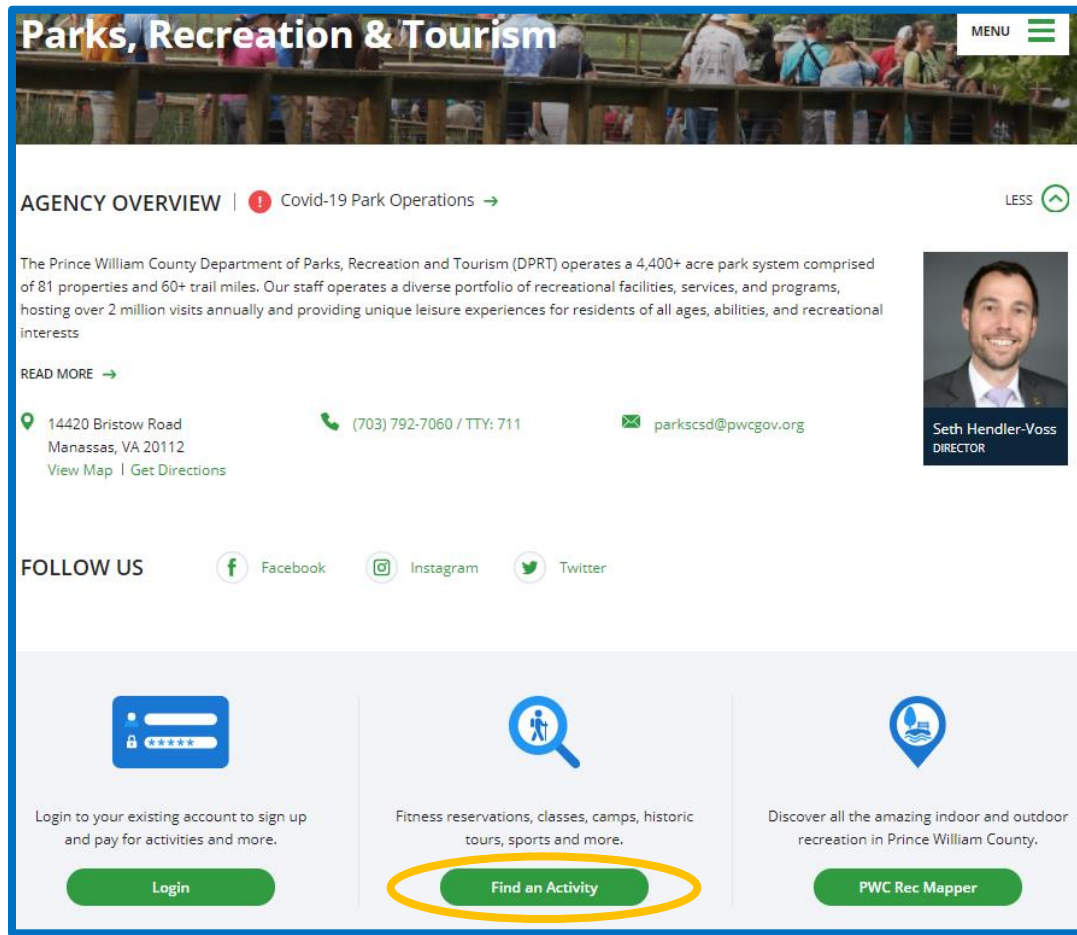 Parks, Recreation & Tourism
MENU
AGENCY OVERVIEW | ! Covid-19 Park Operations →
LESS
The Prince William County Department of Parks, Recreation and Tourism (DPRT) operates a 4,400+ acre park system comprised
of 81 properties and 60+ trail miles. Our staff operates a diverse portfolio of recreational facilities, services, and programs,
hosting over 2 million visits annually and providing unique leisure experiences for residents of all ages, abilities, and recreational
interests
READ MORE →
14420 Bristow Road
Manassas, VA 20112
View Map | Get Directions
(703) 792-7060 / TTY: 711
parkscsd@pwcgov.org
Seth Hendler-Voss
DIRECTOR
FOLLOW US
Facebook
Instagram
Twitter
*****
Login to your existing account to sign up
and pay for activities and more.
Login
Fitness reservations, classes, camps, historic
tours, sports and more.
Find an Activity
Discover all the amazing indoor and outdoor
recreation in Prince William County.
PWC Rec Mapper